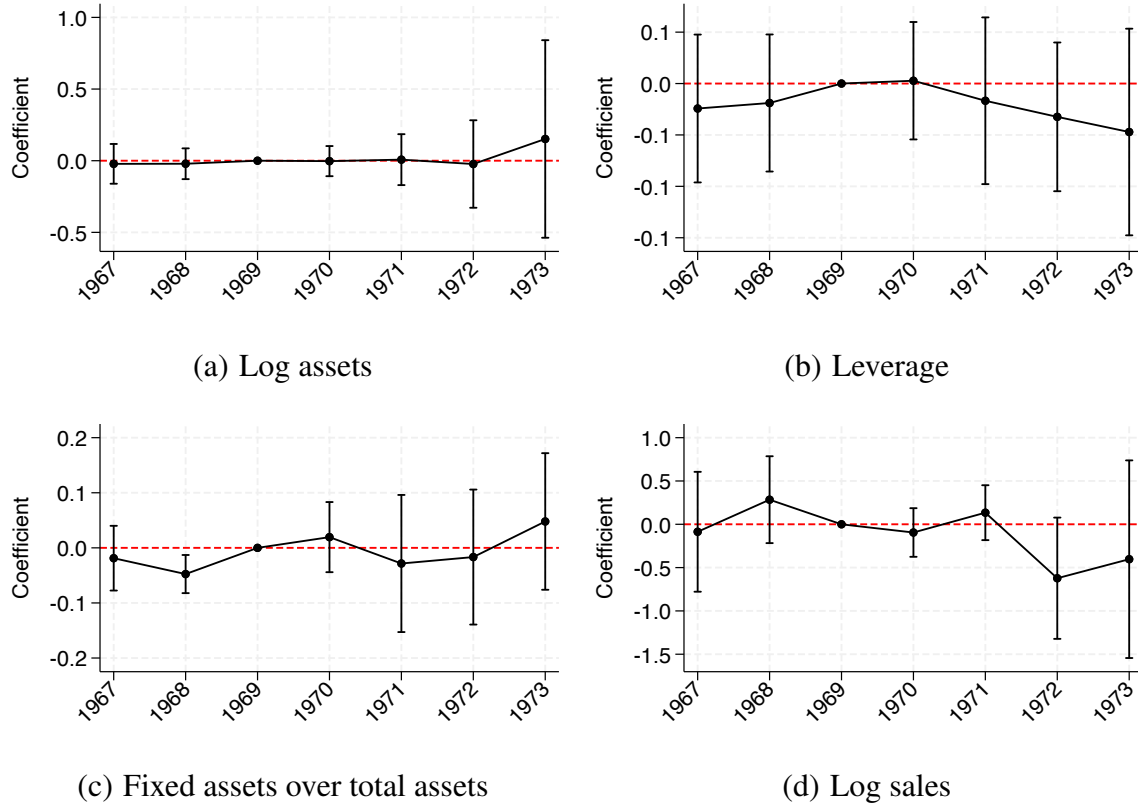 1.0
0.5
0.0
-0.5
Coefficient
1967 1968 1969 1970 1971 1972 1973
(a) Log assets
0.1
0.0
-0.1
-0.1
-0.1
Coefficient
1967 1968 1969 1970 1971 1972 1973
(b) Leverage
0.2
0.1
0.0
-0.1
-0.2
Coefficient
1967 1968 1969 1970 1971 1972 1973
(c) Fixed assets over total assets
1.0
0.5
0.0
-0.5
-1.0
-1.5
Coefficient
1967 1968 1969 1970 1971 1972 1973
(d) Log sales